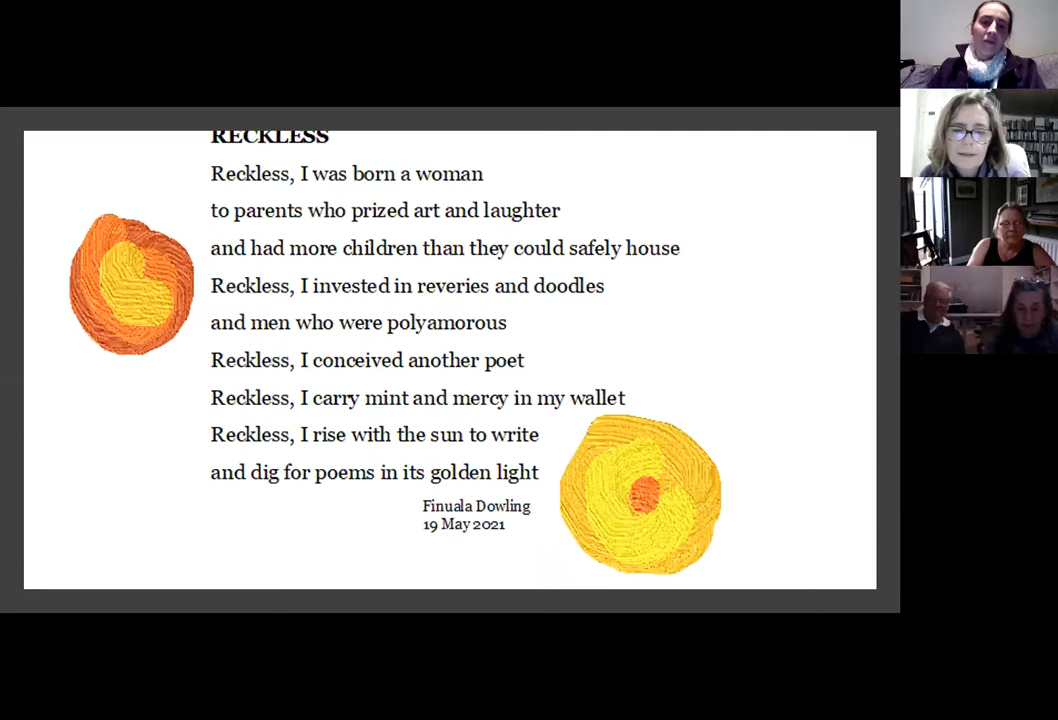 RECKLESS
Reckless, I was born a woman
to parents who prized art and laughter
and had more children than they could safely house
Reckless, I invested in reveries and doodles
and men who were polyamorous
Reckless, I conceived another poet
Reckless, I carry mint and mercy in my wallet
Reckless, I rise with the sun to write
and dig for poems in its golden light
Finuala Dowling
19 May 2021